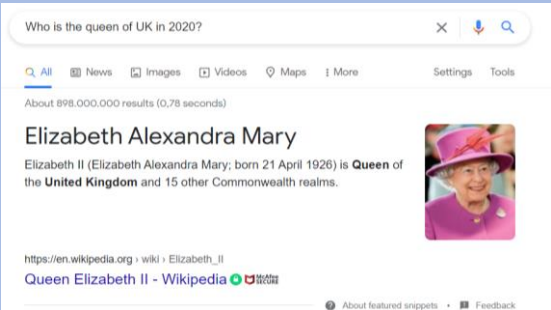 Who is the queen of UK in 2020?
All News Images Videos Maps More Settings Tools
About 898.000.000 results (0,78 seconds)
Elizabeth Alexandra Mary
Elizabeth II (Elizabeth Alexandra Mary; born 21 April 1926) is Queen of
the United Kingdom and 15 other Commonwealth realms.
https://en.wikipedia.org › wiki › Elizabeth_II
Queen Elizabeth II - Wikipedia McAfee SECURE
About featured snippets • Feedback